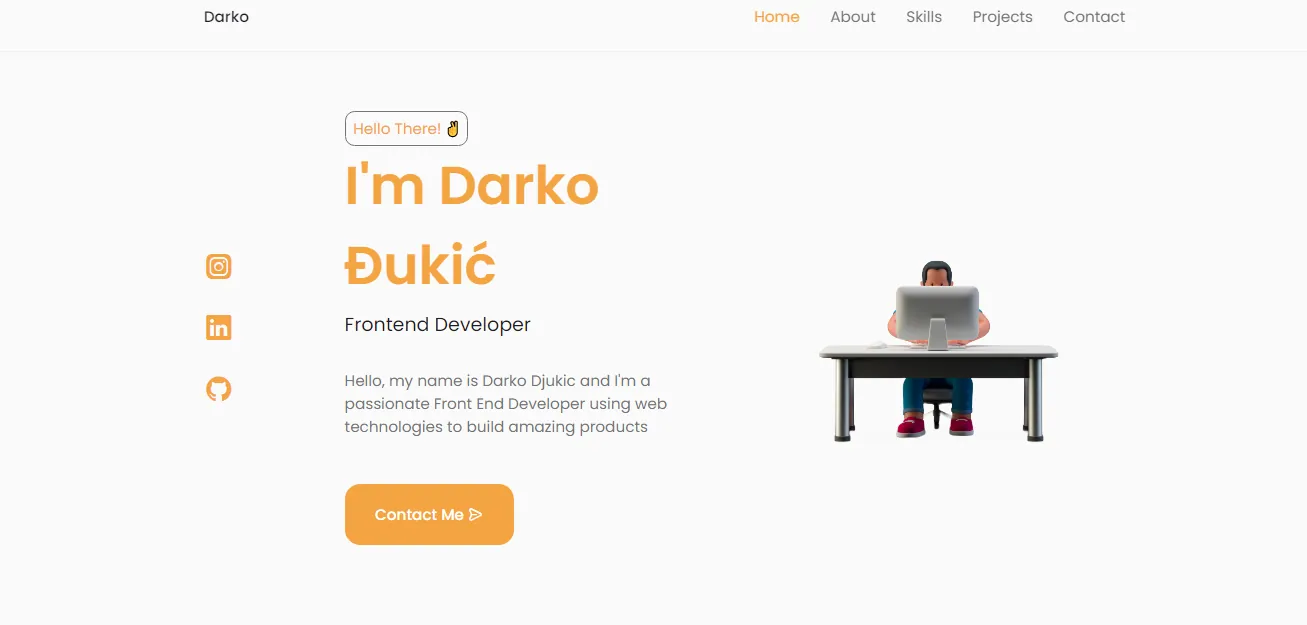 Darko
Home About Skills Projects Contact
Hello There! ✌
I'm Darko
Đukić
Frontend Developer
Hello, my name is Darko Djukic and I'm a
passionate Front End Developer using web
technologies to build amazing products
Contact Me